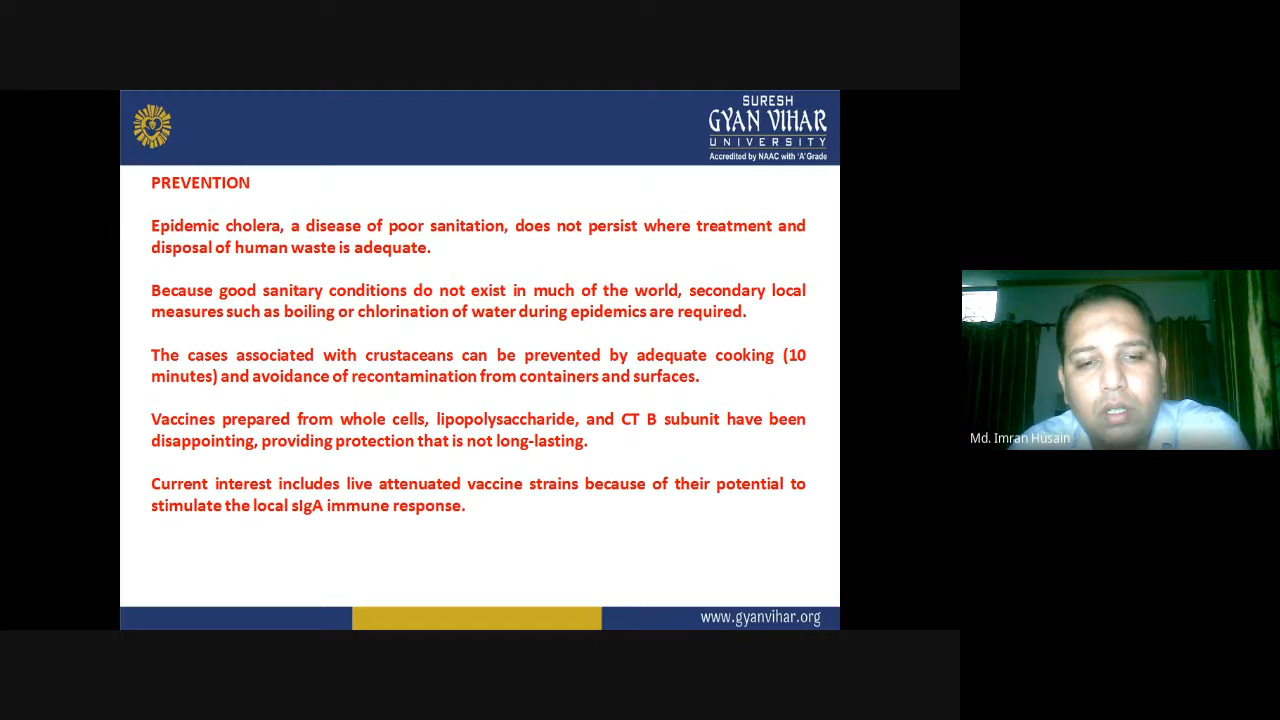 SURESH
GYAN VIHAR
UNIVERSITY
Accredited by NAAC with 'A' Grade
PREVENTION
Epidemic cholera, a disease of poor sanitation, does not persist where treatment and
disposal of human waste is adequate.
Because good sanitary conditions do not exist in much of the world, secondary local
measures such as boiling or chlorination of water during epidemics are required.
The cases associated with crustaceans can be prevented by adequate cooking (10
minutes) and avoidance of recontamination from containers and surfaces.
Vaccines prepared from whole cells, lipopolysaccharide, and CT B subunit have been
disappointing, providing protection that is not long-lasting.
Current interest includes live attenuated vaccine strains because of their potential to
stimulate the local sIgA immune response.
www.gyanvihar.org
Md. Imran Husain